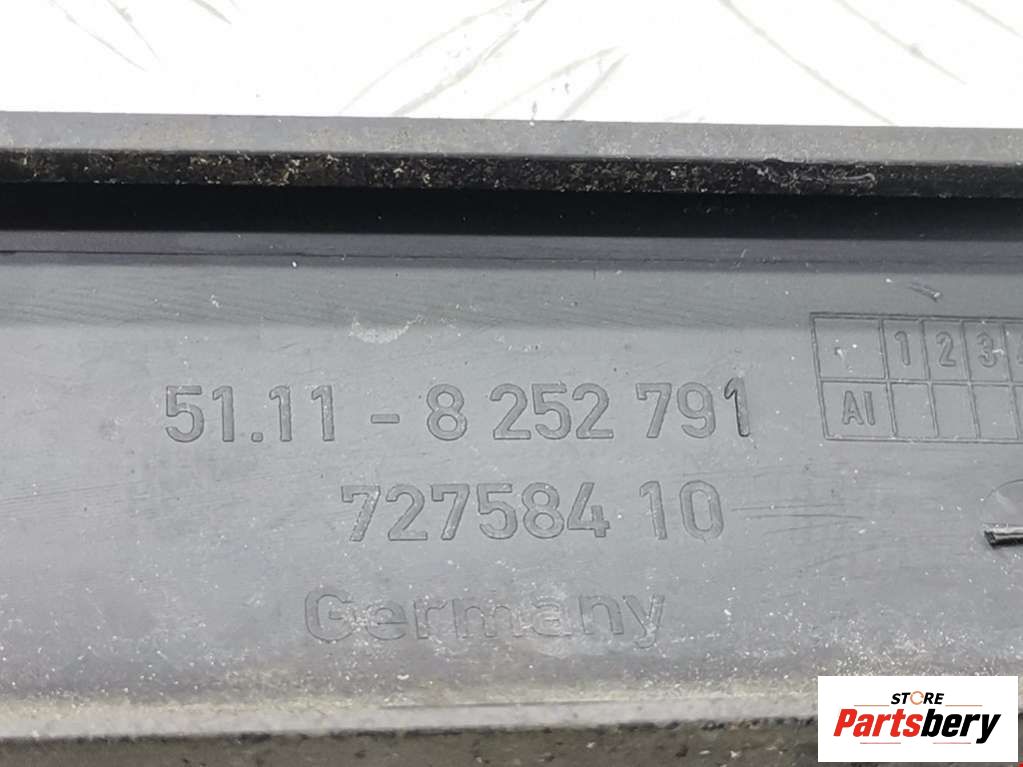 1 2 3
AI
51.11 - 8 252 791
727584 10
Germany
STORE
Partsbery